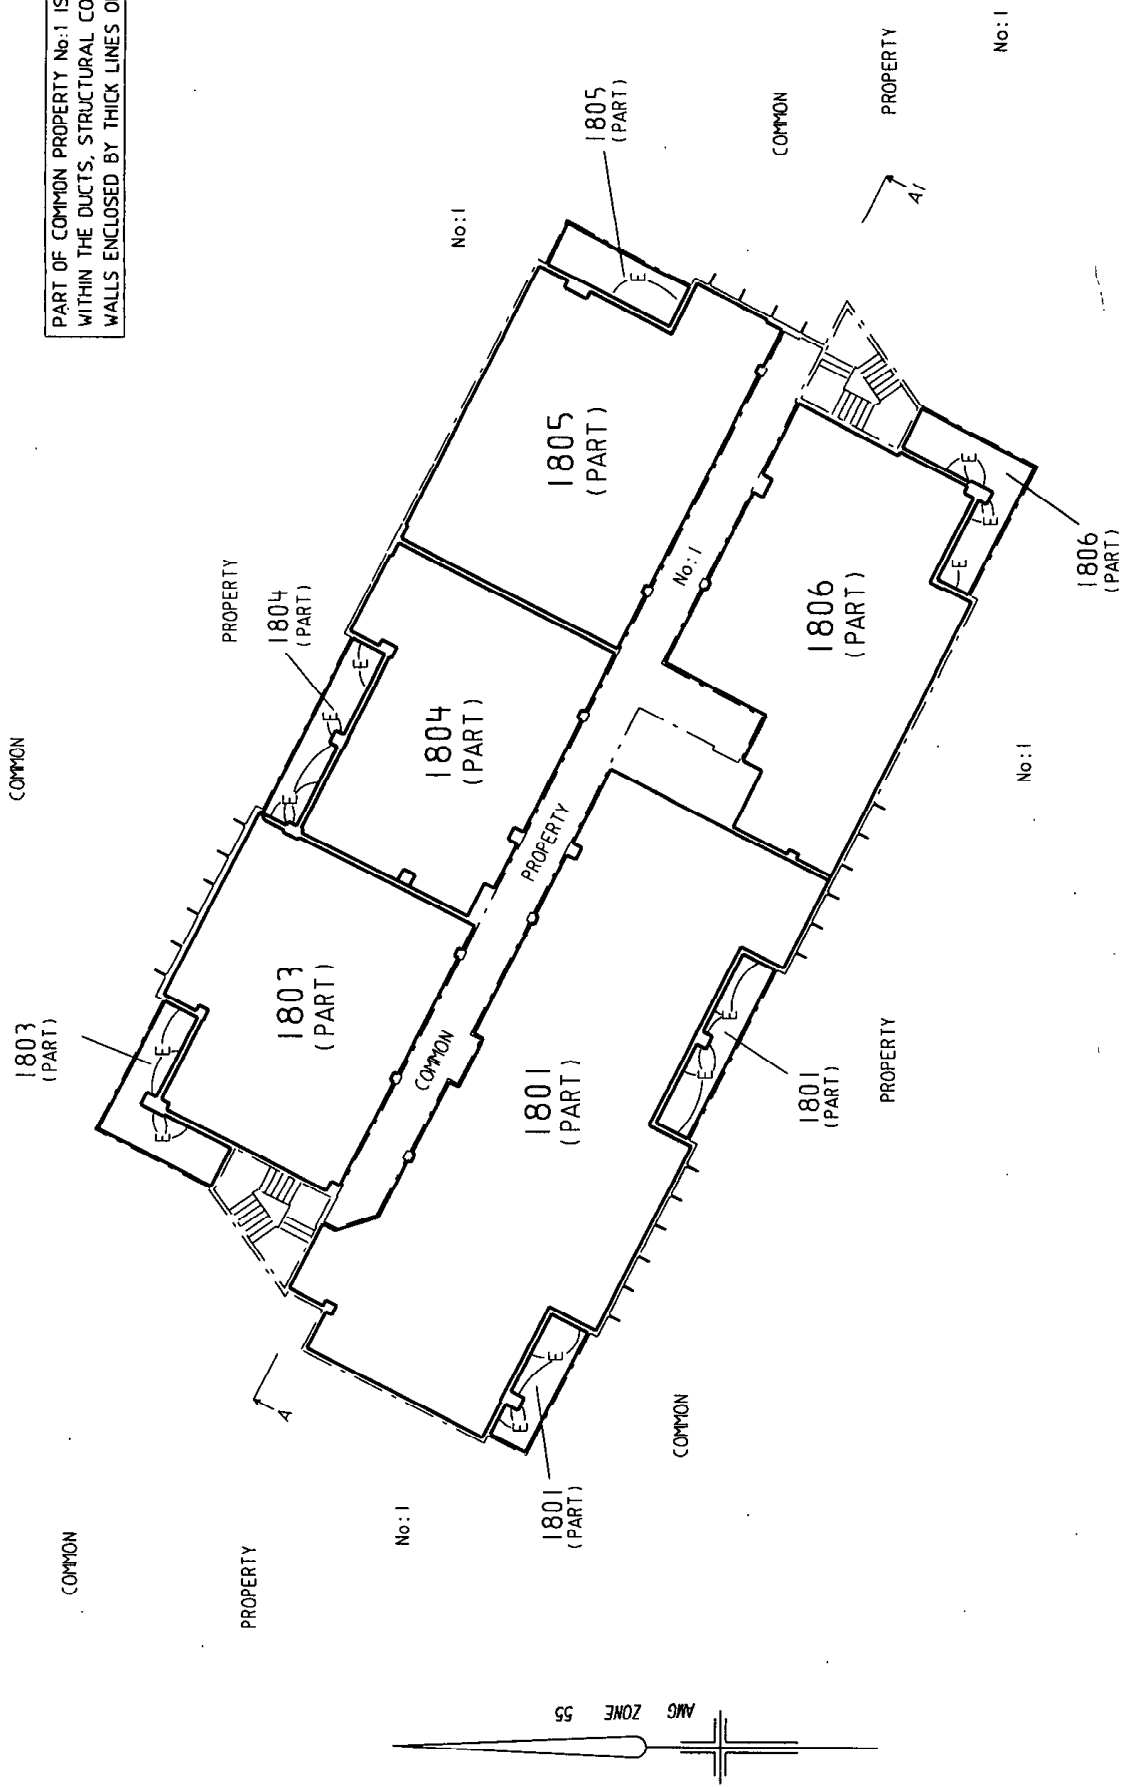 PART OF COMMON PROPERTY No:1 IS
WITHIN THE DUCTS, STRUCTURAL CO
WALLS ENCLOSED BY THICK LINES
COMMON
1803
(PART)
COMMON
PROPERTY
PROPERTY
1804
(PART)
E
E
1803
(PART)
E
E
E
A
No:1
1804
(PART)
No:1
COMMON
PROPERTY
1805
(PART)
1805
(PART)
E
1801
(PART)
1801
(PART)
E
E
AMG ZONE 55
COMMON
No:1
E
E
1801
(PART)
1806
(PART)
COMMON
PROPERTY
A1
PROPERTY
No:1
No:1
E
E
E
1806
(PART)